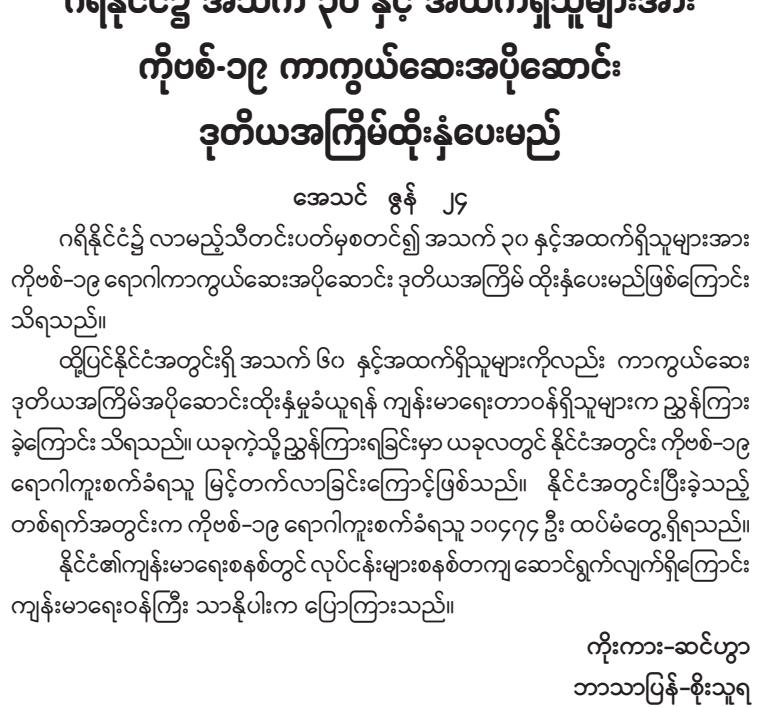 ဂရိနိုင်ငံ၌ အသက် ၃၀ နှင့် အထက်ရှိသူများအား
ကိုဗစ်-၁၉ ကာကွယ်ဆေးအပိုဆောင်း
ဒုတိယအကြိမ်ထိုးနှံပေးမည်
အေသင် ဇွန် ၂၄
ဂရိနိုင်ငံ၌ လာမည့်သီတင်းပတ်မှစတင်၍ အသက် ၃၀ နှင့်အထက်ရှိသူများအား
ကိုဗစ်–၁၉ ရောဂါကာကွယ်ဆေးအပိုဆောင်း ဒုတိယအကြိမ် ထိုးနှံပေးမည်ဖြစ်ကြောင်း
သိရသည်။
ထို့ပြင်နိုင်ငံအတွင်းရှိ အသက် ၆၀ နှင့်အထက်ရှိသူများကိုလည်း ကာကွယ်ဆေး
ဒုတိယအကြိမ်အပိုဆောင်းထိုးနှံမှုခံယူရန် ကျန်းမာရေးတာဝန်ရှိသူများက ညွှန်ကြား
ခဲ့ကြောင်း သိရသည်။ ယခုကဲ့သို့ညွှန်ကြားရခြင်းမှာ ယခုလတွင် နိုင်ငံအတွင်း ကိုဗစ်–၁၉
ရောဂါကူးစက်ခံရသူ မြင့်တက်လာခြင်းကြောင့်ဖြစ်သည်။ နိုင်ငံအတွင်းပြီးခဲ့သည့်
တစ်ရက်အတွင်းက ကိုဗစ်–၁၉ ရောဂါကူးစက်ခံရသူ ၁၀၄၇၄ ဦး ထပ်မံတွေ့ရှိရသည်။
နိုင်ငံ၏ကျန်းမာရေးစနစ်တွင် လုပ်ငန်းများစနစ်တကျ ဆောင်ရွက်လျက်ရှိကြောင်း
ကျန်းမာရေးဝန်ကြီး သာနိုပါးက ပြောကြားသည်။
ကိုးကား–ဆင်ဟွာ
ဘာသာပြန်–စိုးသူရ